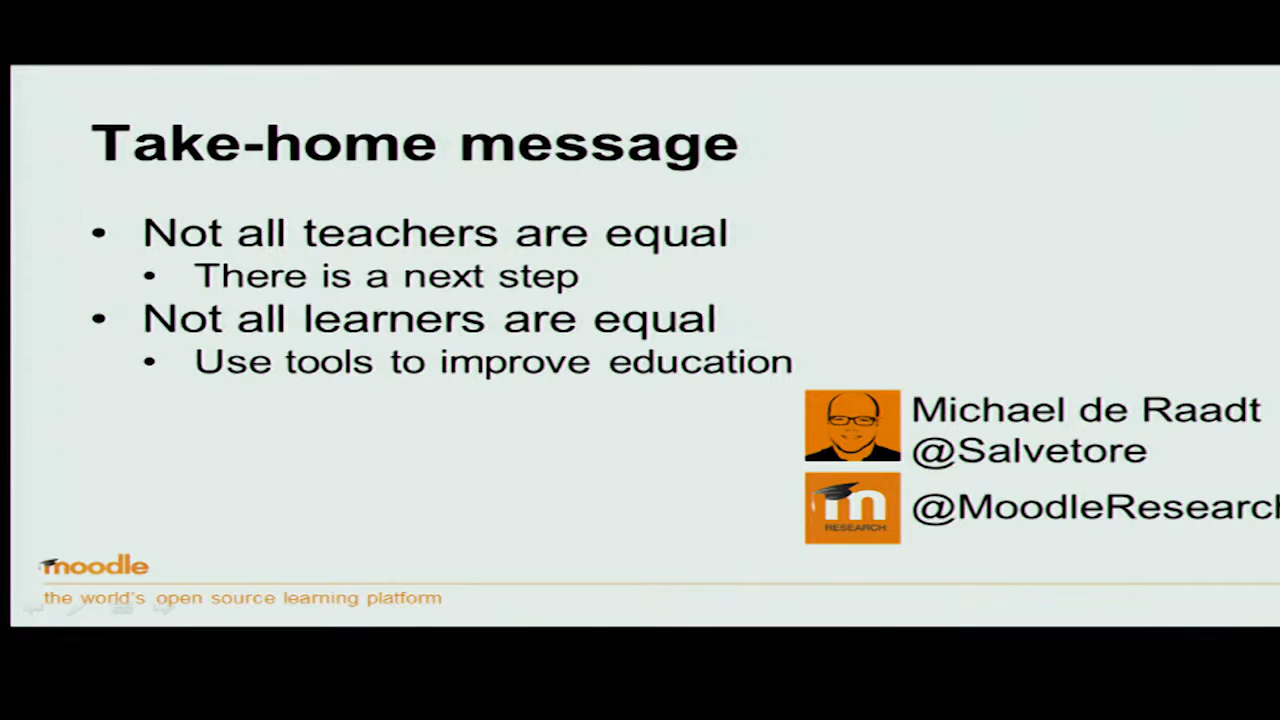 Take-home message
• Not all teachers are equal
• There is a next step
• Not all learners are equal
• Use tools to improve education
Michael de Raadt
@Salvetore
m
RESEARCH
@MoodleResearch
moodle
the world's open source learning platform